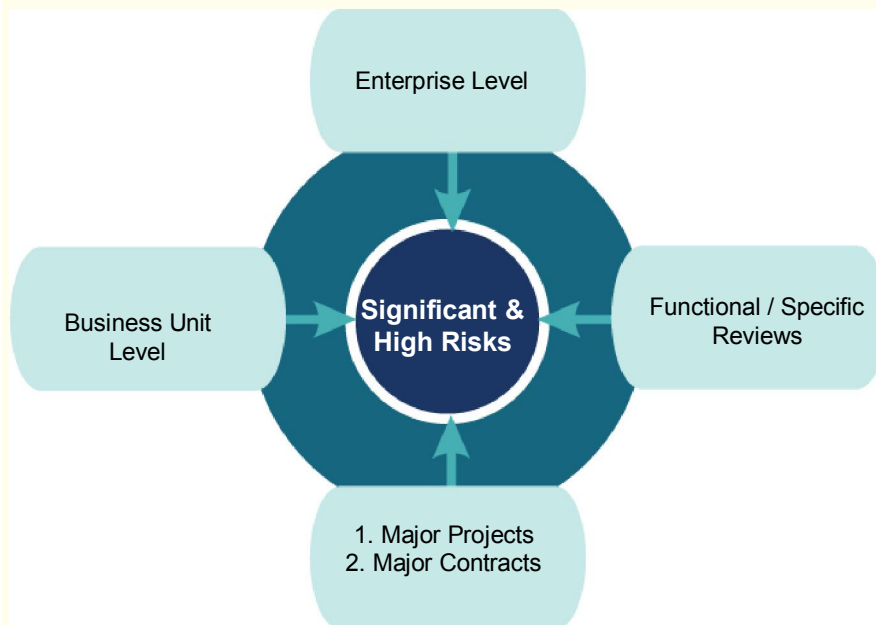 Enterprise Level
Business Unit
Level
Significant &
High Risks
Functional / Specific
Reviews
1. Major Projects
2. Major Contracts